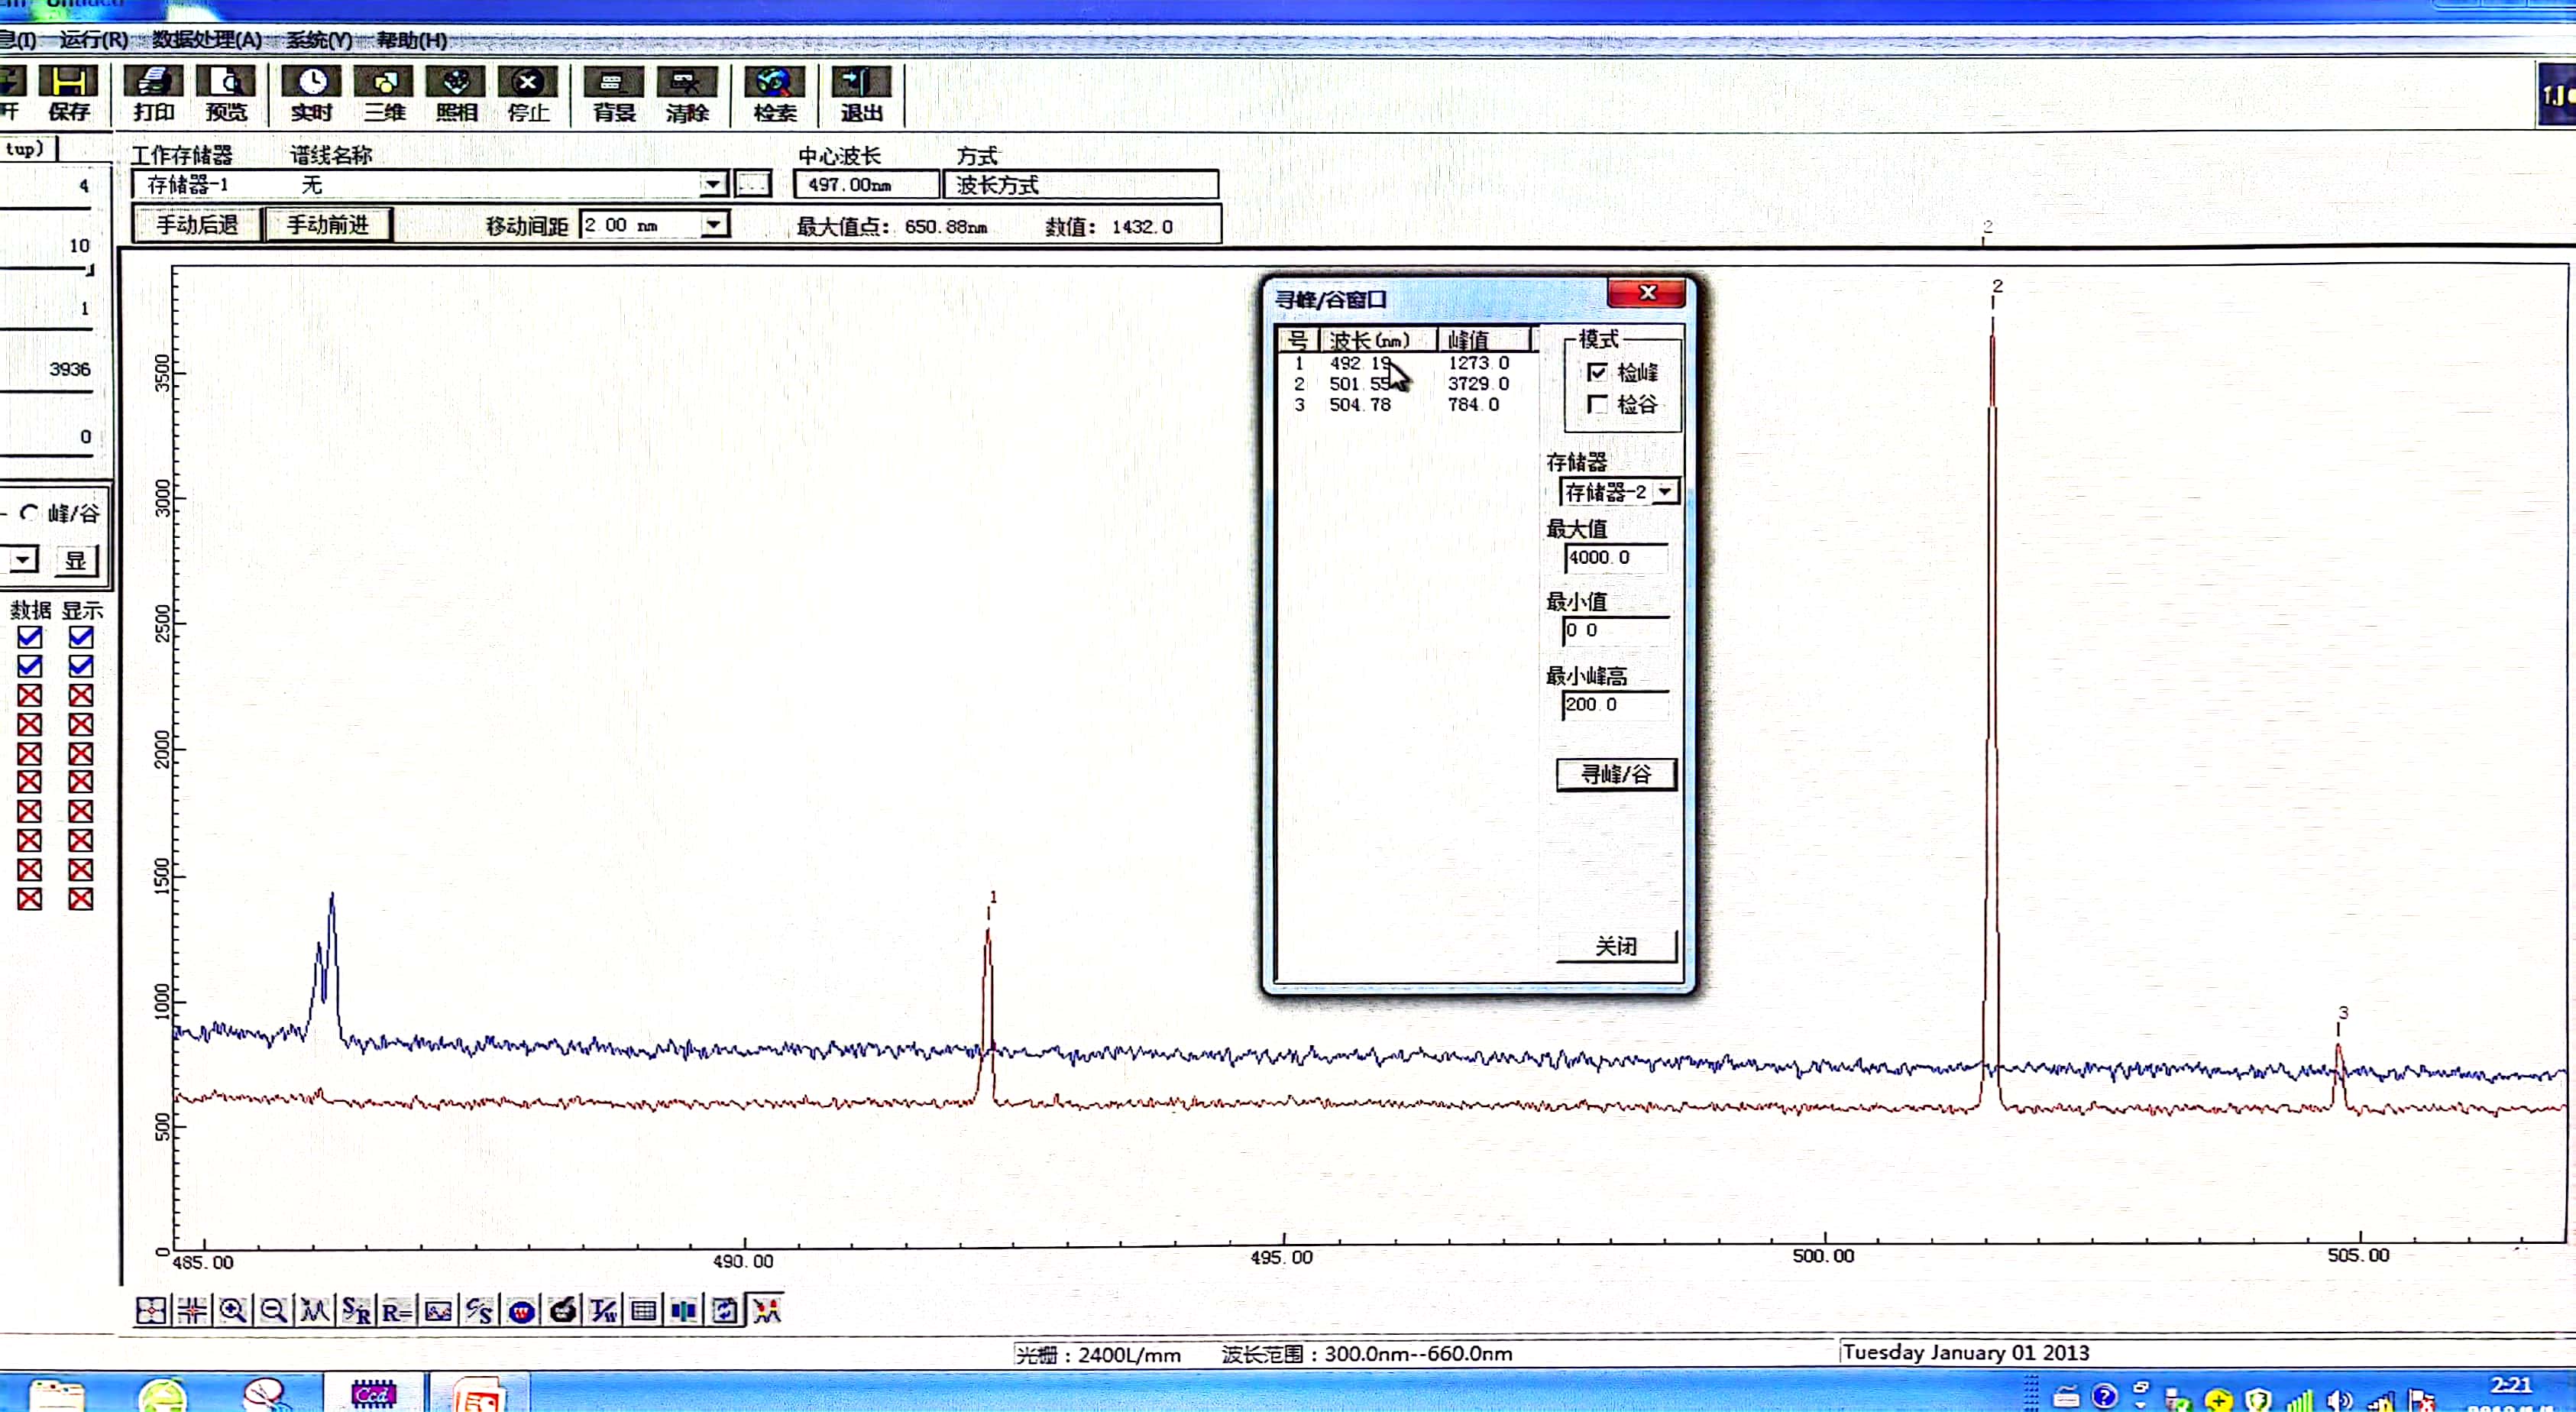 息(I) 运行(R) 数据处理(A) 系统(Y) 帮助(H)
开 保存 打印 预览 实时 三维 照相 停止 背景 清除 检索 退出
tup)
工作存储器 谱线名称 中心波长 方式
存储器-1 无 ... 497.00nm 波长方式
手动后退 手动前进 移动间距 2.00 nm 最大值点: 650.88nm 数值: 1432.0
4
10
1
3936
0
峰/谷
显
数据 显示
2
2
1
3
3500
3000
2500
2000
1500
1000
500
0
485.00 490.00 495.00 500.00 505.00
寻峰/谷窗口
号 波长(nm) 峰值
1 492.19 1273.0
2 501.55 3729.0
3 504.78 784.0
模式
检峰
检谷
存储器
存储器-2
最大值
4000.0
最小值
0 0
最小峰高
200.0
寻峰/谷
关闭
光栅：2400L/mm 波长范围：300.0nm--660.0nm Tuesday January 01 2013
Ccd
2:21